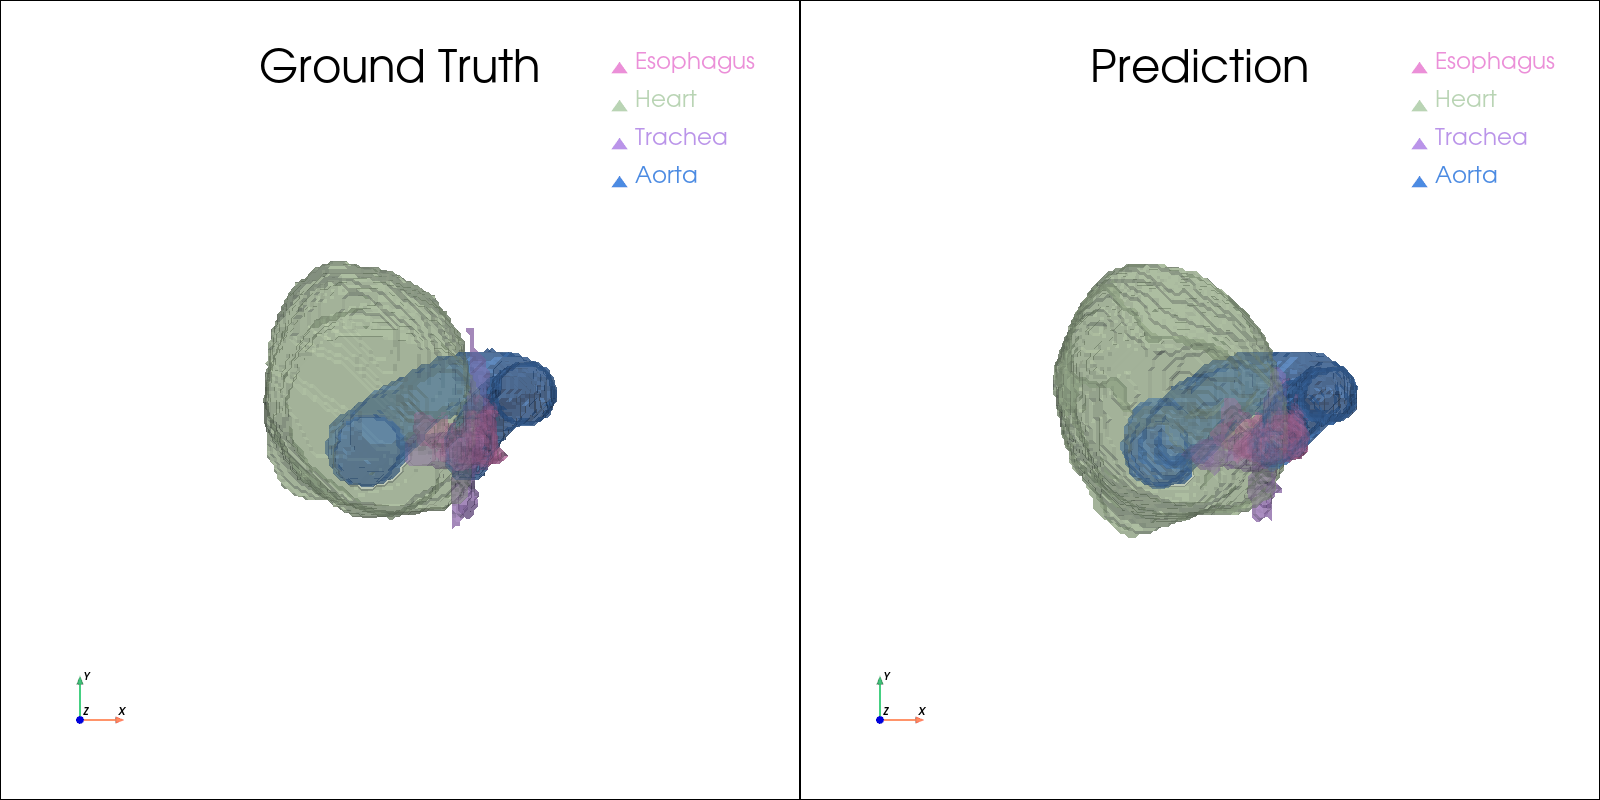 Ground Truth
Esophagus
Heart
Trachea
Aorta
Y
Z
X
Prediction
Esophagus
Heart
Trachea
Aorta
Y
Z
X